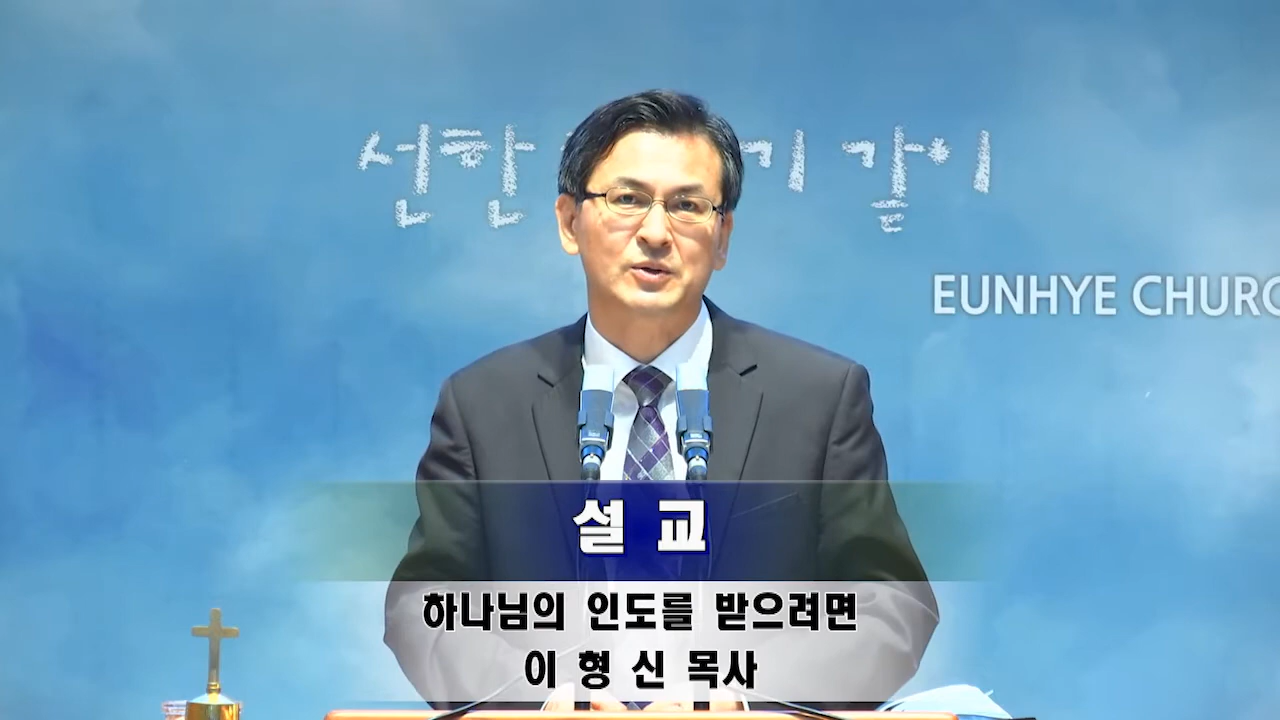 선한 기 같이
EUNHYE CHURC
설 교
하나님의 인도를 받으려면
이 형 신 목사